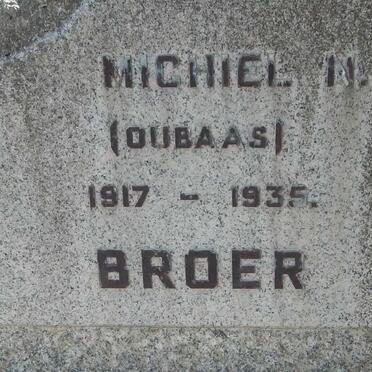 MICHIEL N.
(OUBAAS)
1917 - 1935.
BROER